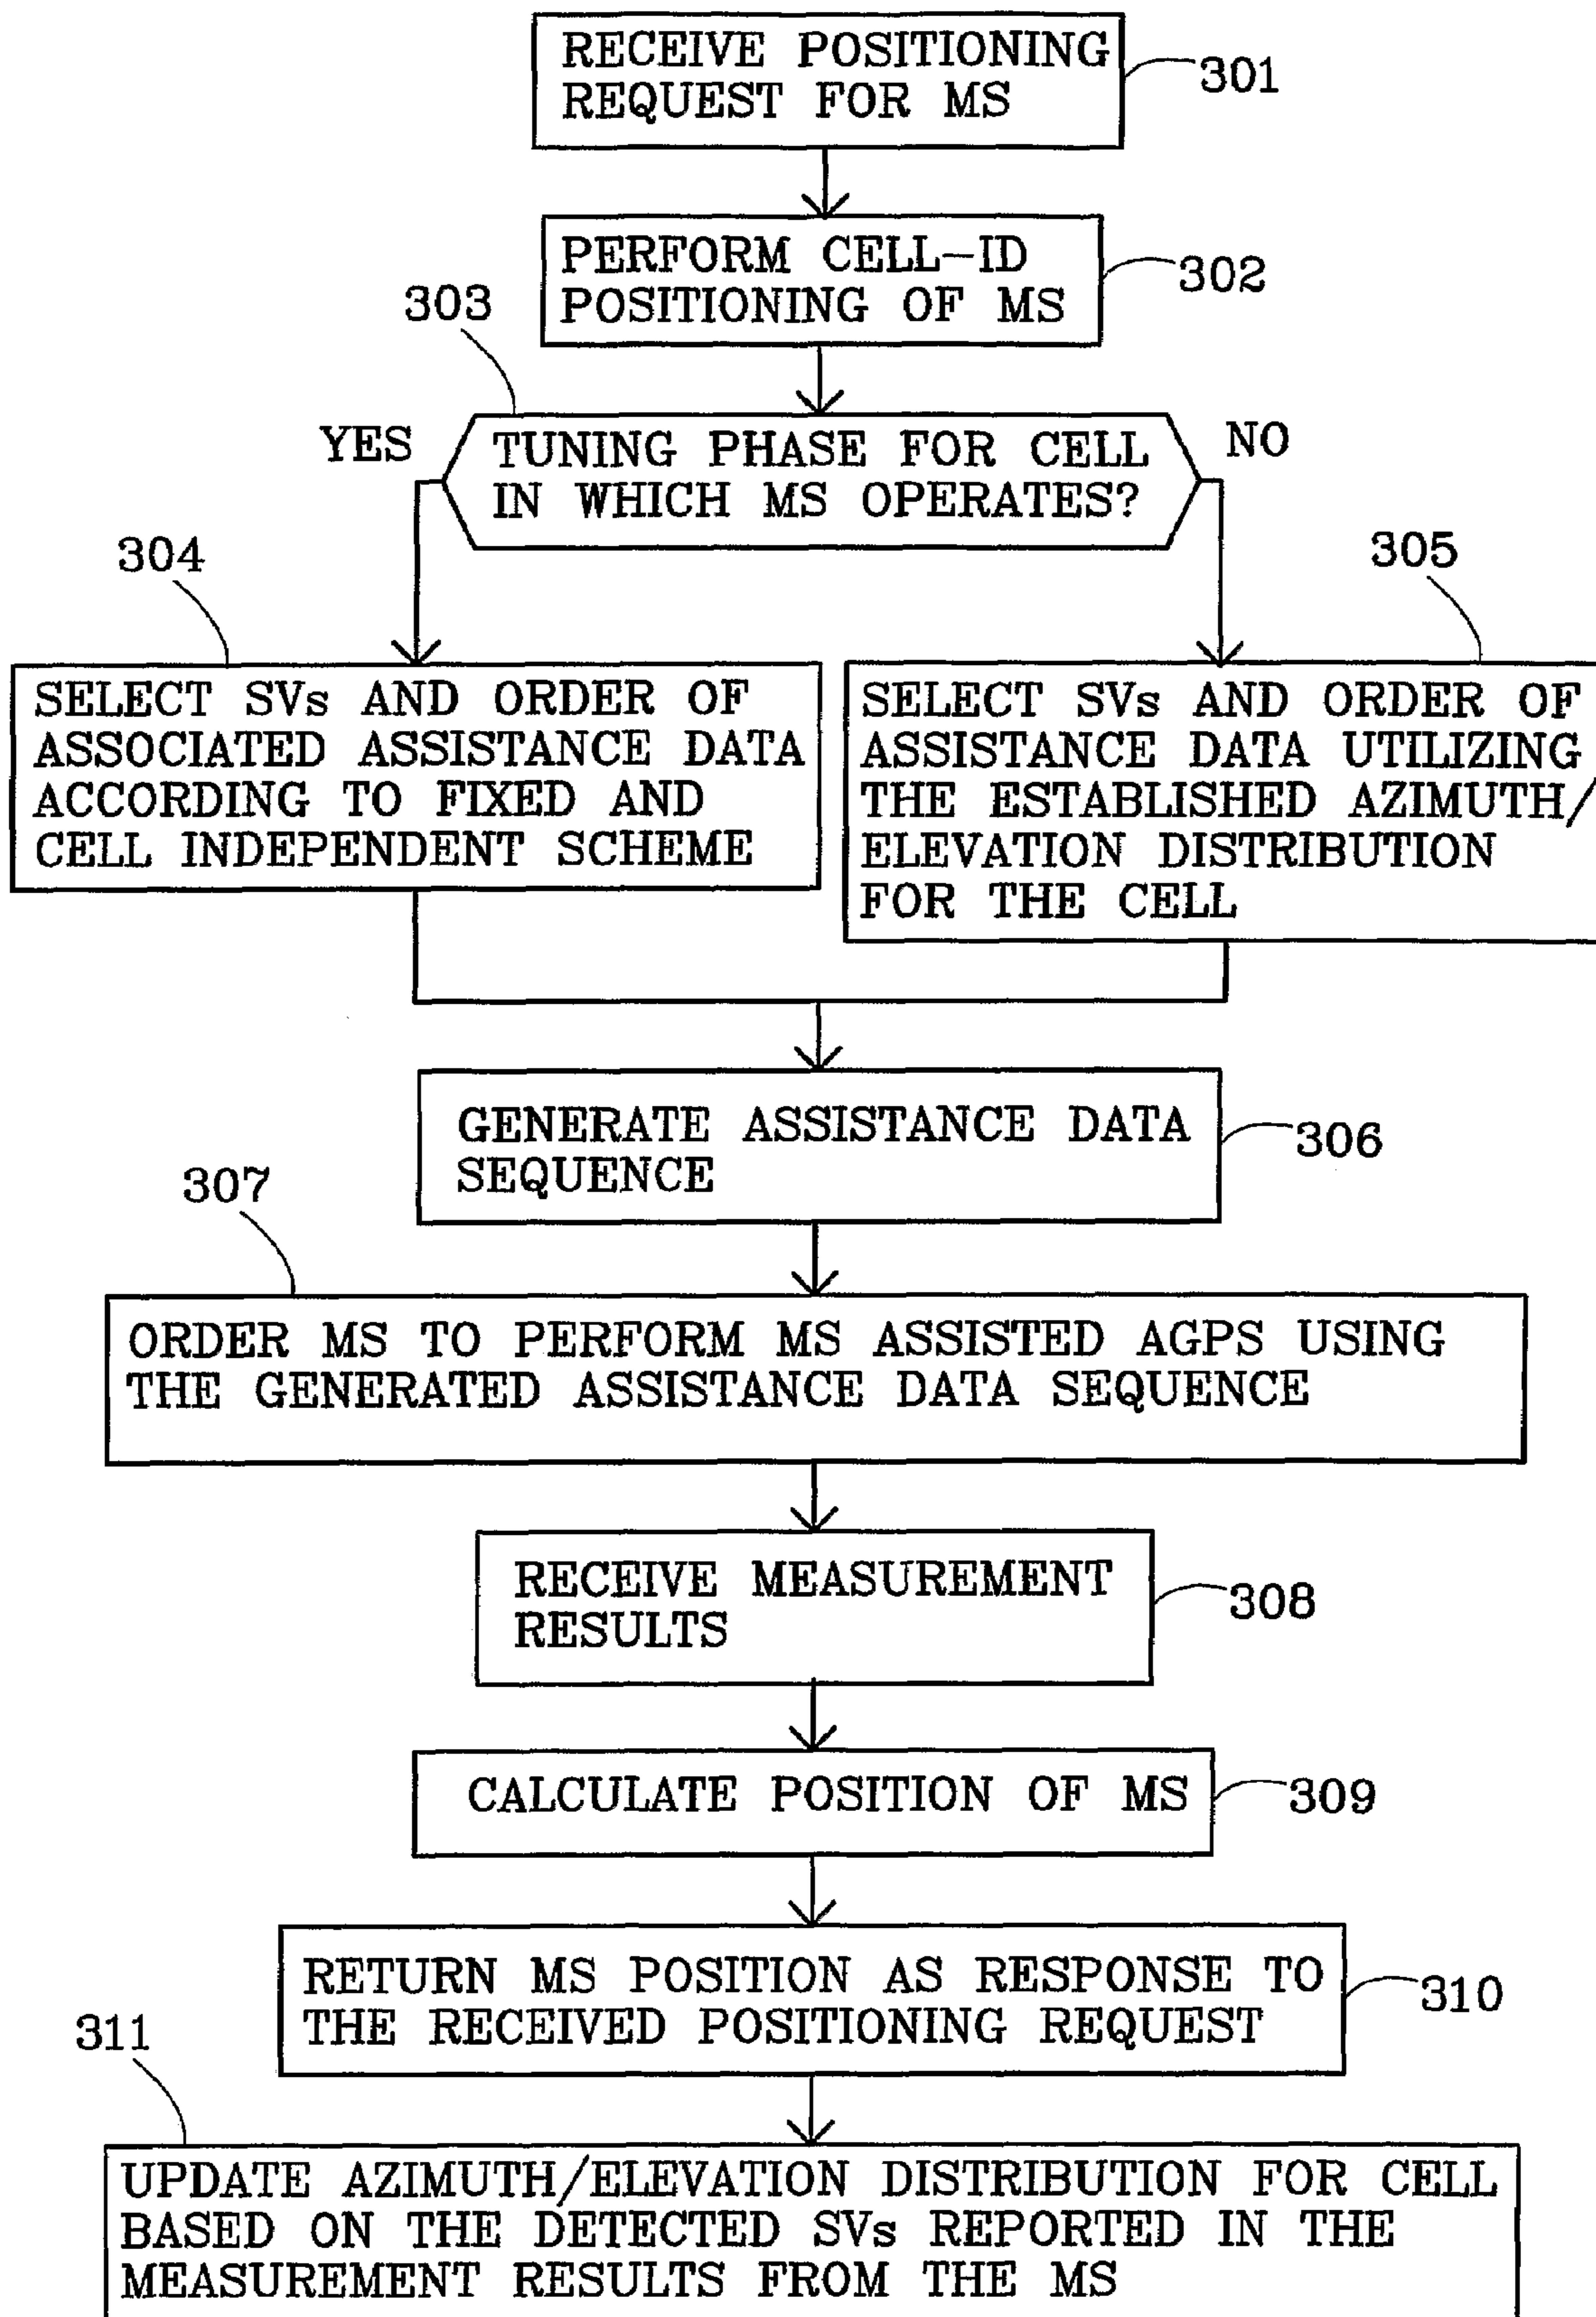 RECEIVE POSITIONING
REQUEST FOR MS
301
PERFORM CELL-ID
POSITIONING OF MS
302
303
YES
TUNING PHASE FOR CELL
IN WHICH MS OPERATES?
NO
304
305
SELECT SVs AND ORDER OF
ASSOCIATED ASSISTANCE DATA
ACCORDING TO FIXED AND
CELL INDEPENDENT SCHEME
SELECT SVs AND ORDER OF
ASSISTANCE DATA UTILIZING
THE ESTABLISHED AZIMUTH/
ELEVATION DISTRIBUTION
FOR THE CELL
GENERATE ASSISTANCE DATA
SEQUENCE
306
307
ORDER MS TO PERFORM MS ASSISTED AGPS USING
THE GENERATED ASSISTANCE DATA SEQUENCE
RECEIVE MEASUREMENT
RESULTS
308
CALCULATE POSITION OF MS
309
RETURN MS POSITION AS RESPONSE TO
THE RECEIVED POSITIONING REQUEST
310
311
UPDATE AZIMUTH/ELEVATION DISTRIBUTION FOR CELL
BASED ON THE DETECTED SVs REPORTED IN THE
MEASUREMENT RESULTS FROM THE MS